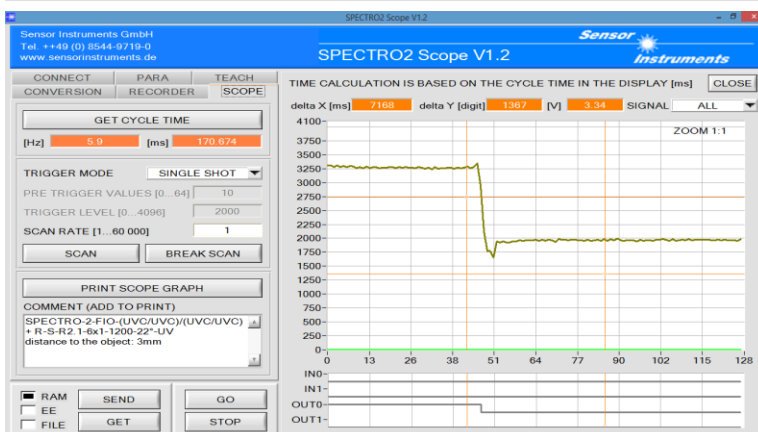 SPECTRO2 Scope V1.2
Sensor Instruments GmbH
Tel. ++49 (0) 8544-9719-0
www.sensorinstruments.de
SPECTRO2 Scope V1.2
Sensor
Instruments
CONNECT PARA TEACH
CONVERSION RECORDER SCOPE
GET CYCLE TIME
[Hz] 5.9 [ms] 170.674
TRIGGER MODE SINGLE SHOT
PRE TRIGGER VALUES [0...64] 10
TRIGGER LEVEL [0...4096] 2000
SCAN RATE [1...60 000] 1
SCAN BREAK SCAN
PRINT SCOPE GRAPH
COMMENT (ADD TO PRINT)
SPECTRO-2-FIO-(UVC/UVC)/(UVC/UVC)
+ R-S-R2.1-6x1-1200-22°-UV
distance to the object: 3mm
RAM SEND GO
EE
FILE GET STOP
TIME CALCULATION IS BASED ON THE CYCLE TIME IN THE DISPLAY [ms] CLOSE
delta X [ms] 7168 delta Y [digit] 1367 [V] 3.34 SIGNAL ALL
ZOOM 1:1
4100
3750
3500
3250
3000
2750
2500
2250
2000
1750
1500
1250
1000
750
500
250
0
0 13 26 38 51 64 77 90 102 115 128
IN0
IN1
OUT0
OUT1